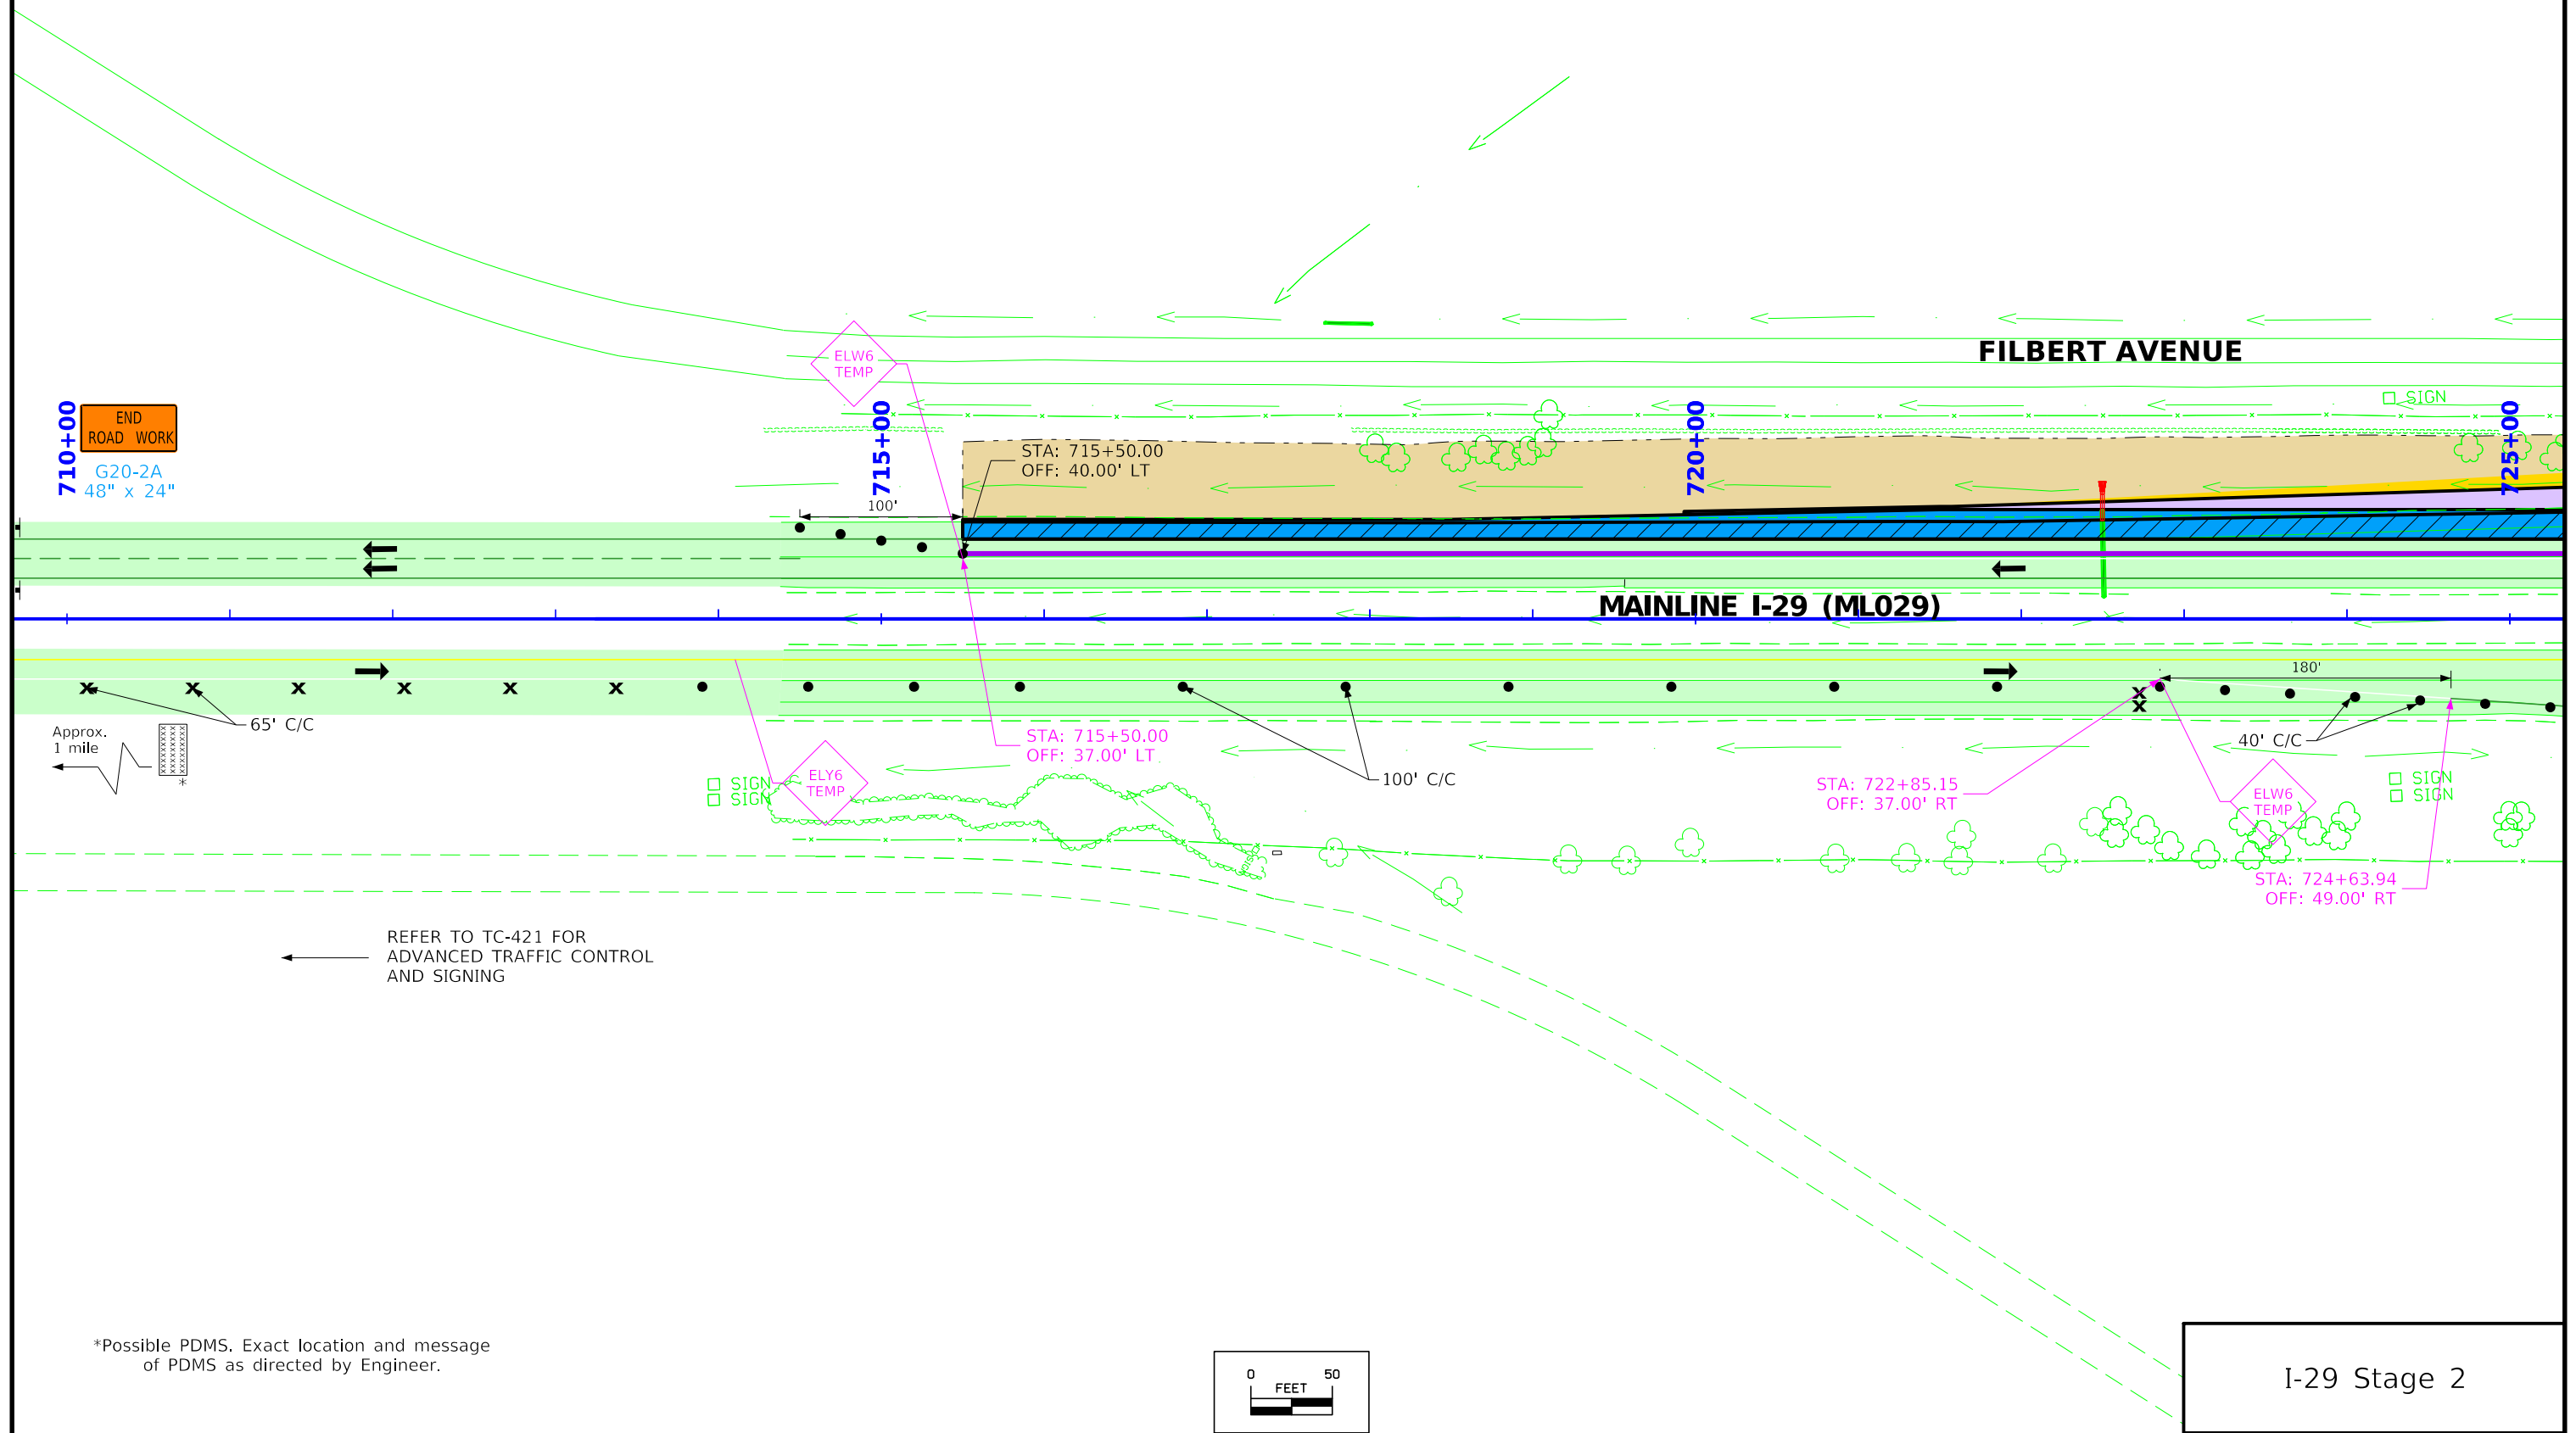 FILBERT AVENUE
ELW6
TEMP
SIGN
710+00
END
ROAD WORK
G20-2A
48" x 24"
715+00
720+00
725+00
STA: 715+50.00
OFF: 40.00' LT
100'
MAINLINE I-29 (ML029)
180'
65' C/C
Approx.
1 mile
*
STA: 715+50.00
OFF: 37.00' LT
40' C/C
SIGN
SIGN
ELY6
TEMP
100' C/C
STA: 722+85.15
OFF: 37.00' RT
ELW6
TEMP
SIGN
SIGN
STA: 724+63.94
OFF: 49.00' RT
REFER TO TC-421 FOR
ADVANCED TRAFFIC CONTROL
AND SIGNING
*Possible PDMS. Exact location and message
of PDMS as directed by Engineer.
0 50
FEET
I-29 Stage 2